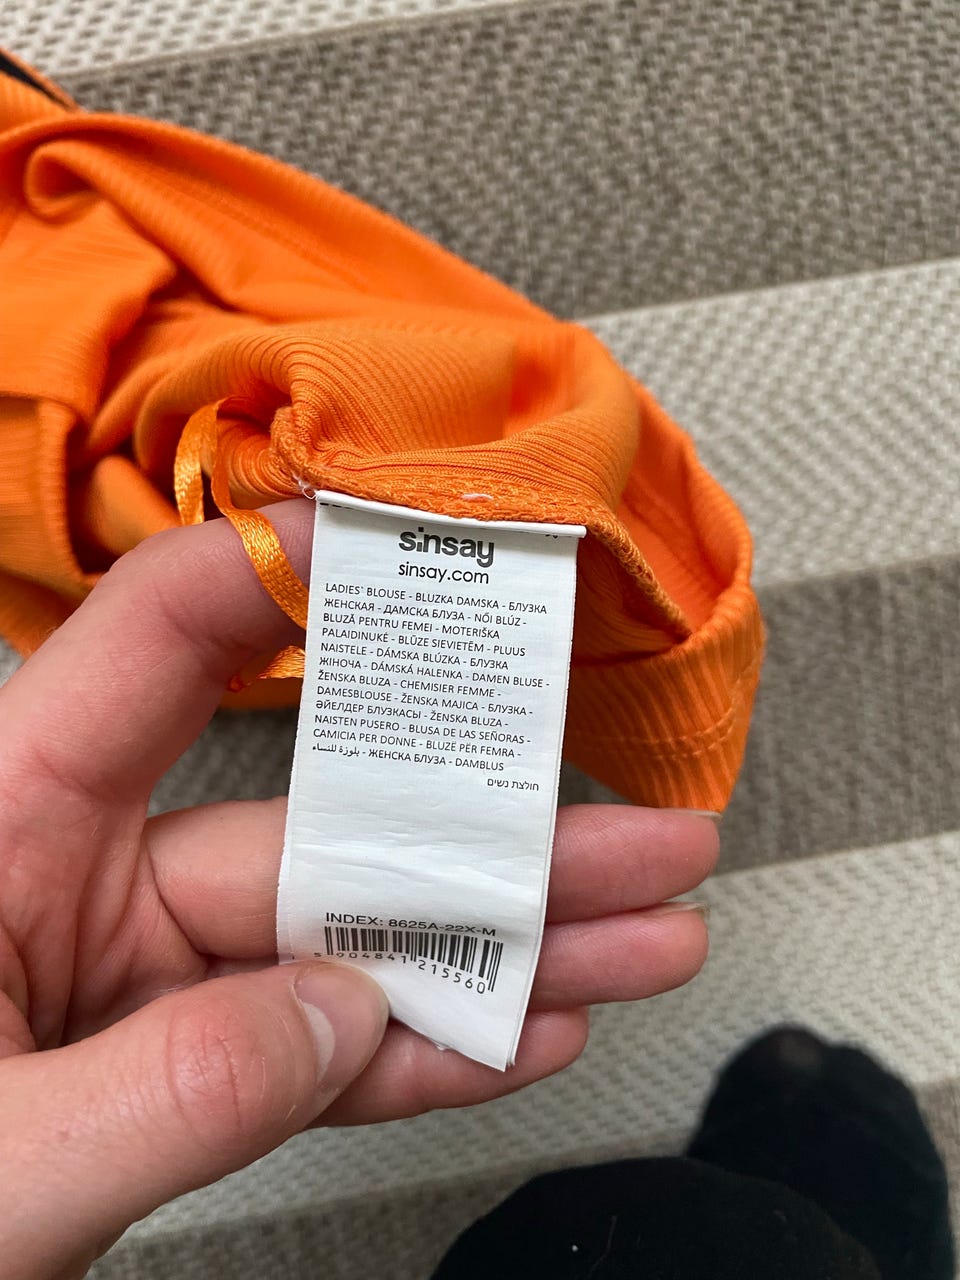 sinsay
sinsay.com
LADIES' BLOUSE - BLUZKA DAMSKA - БЛУЗКА
ЖЕНСКАЯ - ДАМСКА БЛУЗА - NŐI BLÚZ -
BLUZĂ PENTRU FEMEI - MOTERIŠKA
PALAIDINUKĖ - BLŪZE SIEVIETĒM - PLUUS
NAISTELE - DÁMSKA BLÚZKA - БЛУЗКА
ЖІНОЧА - DÁMSKÁ HALENKA - DAMEN BLUSE -
ŽENSKA BLUZA - CHEMISIER FEMME -
DAMESBLOUSE - ŽENSKA MAJICA - БЛУЗКА -
ӘЙЕЛДЕР БЛУЗКАСЫ - ŽENSKA BLUZA -
NAISTEN PUSERO - BLUSA DE LAS SEÑORAS -
CAMICIA PER DONNE - BLUZË PËR FEMRA -
بلوزة للنساء - ЖЕНСКА БЛУЗА - DAMBLUS
חולצת נשים
INDEX: 8625A-22X-M
5 904841 215560